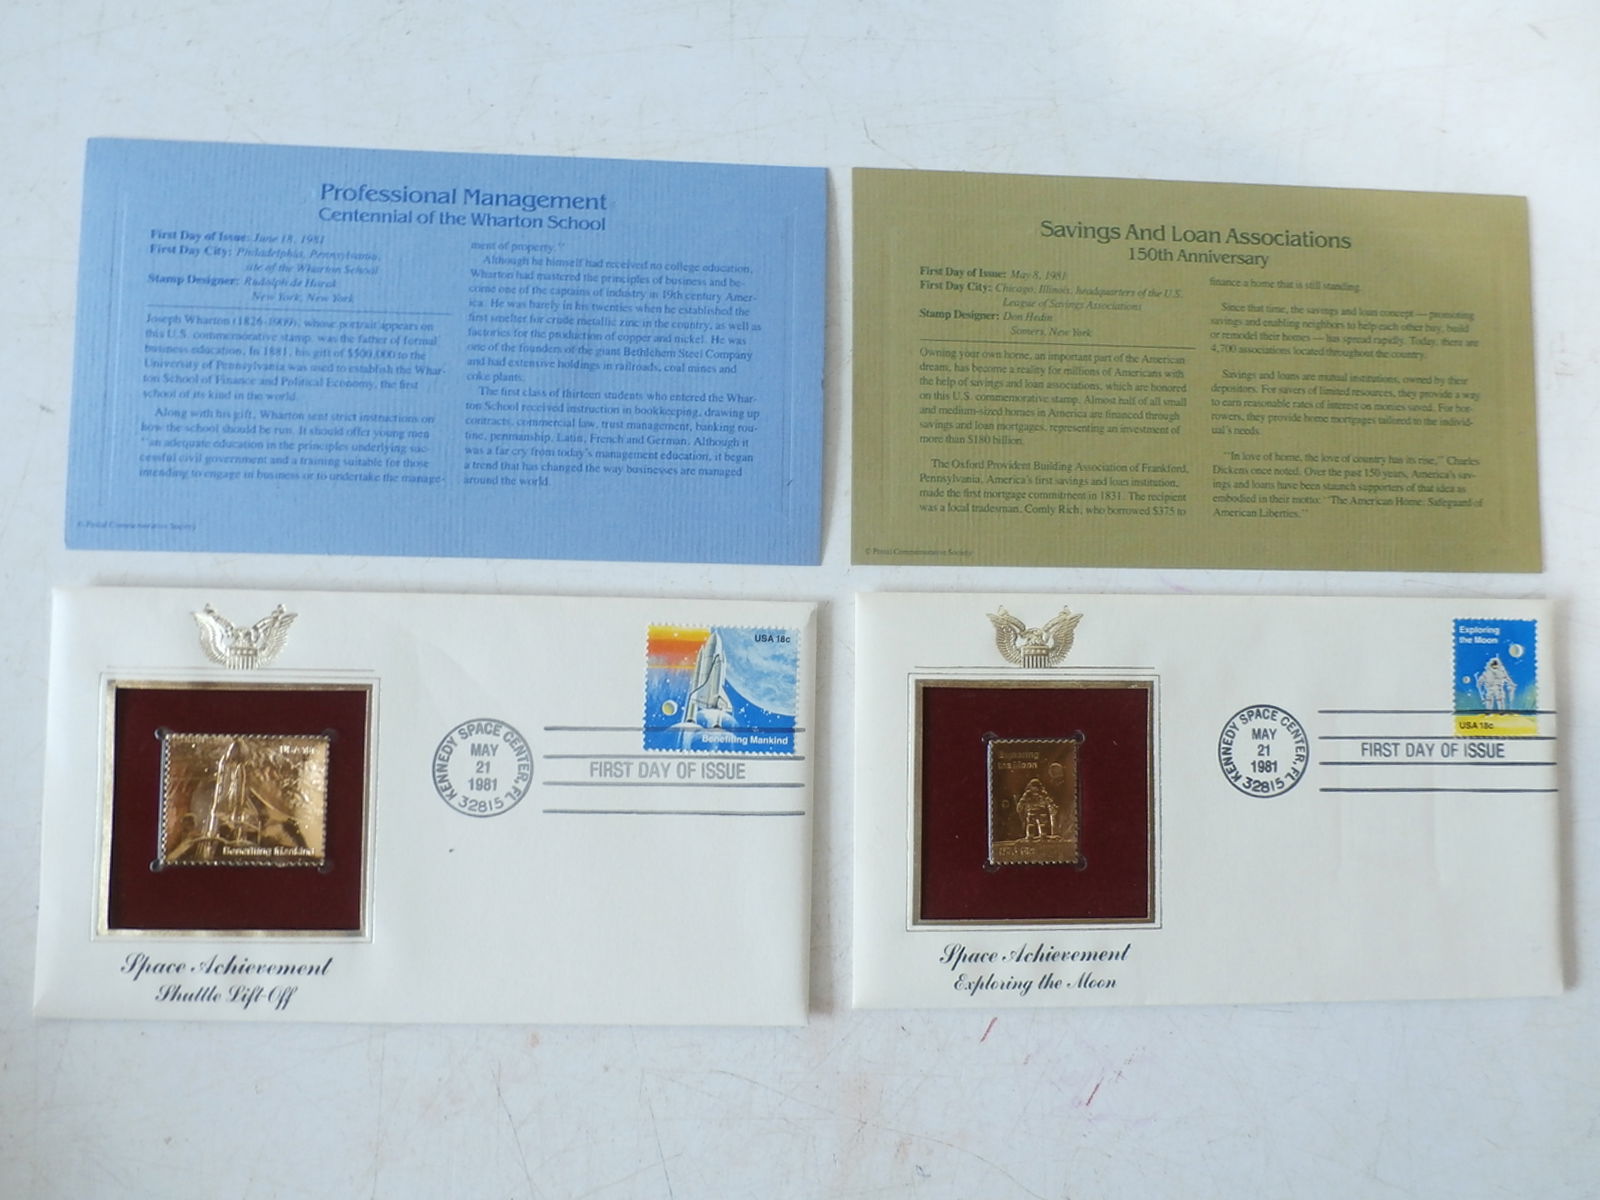 Professional Management
Centennial of the Wharton School
First Day of Issue: June 18, 1981
First Day City: Philadelphia, Pennsylvania,
site of the Wharton School
Stamp Designer: Rudolph de Harak
New York, New York
Joseph Wharton (1826-1909), whose portrait appears on
this U.S. commemorative stamp, was the father of formal
business education. In 1881, his gift of $500,000 to the
University of Pennsylvania was used to establish the Whar-
ton School of Finance and Political Economy, the first
school of its kind in the world.
Along with his gift, Wharton sent strict instructions on
how the school should be run. It should offer young men
"an adequate education in the principles underlying suc-
cessful civil government and a training suitable for those
intending to engage in business or to undertake the manage-
ment of property."
Although he himself had received no college education,
Wharton had mastered the principles of business and be-
come one of the captains of industry in 19th century Amer-
ica. He was barely in his twenties when he established the
first smelter for crude metallic zinc in the country, as well as
factories for the production of copper and nickel. He was
one of the founders of the giant Bethlehem Steel Company
and had extensive holdings in railroads, coal mines and
coke plants.
The first class of thirteen students who entered the Whar-
ton School received instruction in bookkeeping, drawing up
contracts, commercial law, trust management, banking rou-
tine, penmanship, Latin, French and German. Although it
was a far cry from today's management education, it began
a trend that has changed the way businesses are managed
around the world.
© Postal Commemorative Society
Savings And Loan Associations
150th Anniversary
First Day of Issue: May 8, 1981
First Day City: Chicago, Illinois, headquarters of the U.S.
League of Savings Associations
Stamp Designer: Don Hedin
Somers, New York
Owning your own home, an important part of the American
dream, has become a reality for millions of Americans with
the help of savings and loan associations, which are honored
on this U.S. commemorative stamp. Almost half of all small
and medium-sized homes in America are financed through
savings and loan mortgages, representing an investment of
more than $180 billion.
The Oxford Provident Building Association of Frankford,
Pennsylvania, America's first savings and loans institution,
made the first mortgage commitment in 1831. The recipient
was a local tradesman, Comly Rich, who borrowed $375 to
finance a home that is still standing.
Since that time, the savings and loan concept — promoting
savings and enabling neighbors to help each other buy, build
or remodel their homes — has spread rapidly. Today, there are
4,700 associations located throughout the country.
Savings and loans are mutual institutions, owned by their
depositors. For savers of limited resources, they provide a way
to earn reasonable rates of interest on monies saved. For bor-
rowers, they provide home mortgages tailored to the individ-
ual's needs.
"In love of home, the love of country has its rise," Charles
Dickens once noted. Over the past 150 years, America's sav-
ings and loans have been staunch supporters of that idea as
embodied in their motto: "The American Home: Safeguard of
American Liberties."
© Postal Commemorative Society
USA 18c
Benefiting Mankind
KENNEDY SPACE CENTER, FL
MAY
21
1981
32815
FIRST DAY OF ISSUE
USA 18c
Benefiting Mankind
Space Achievement
Shuttle Lift-Off
Exploring
the Moon
USA 18c
KENNEDY SPACE CENTER, FL
MAY
21
1981
32815
FIRST DAY OF ISSUE
Exploring
the Moon
USA 18c
Space Achievement
Exploring the Moon